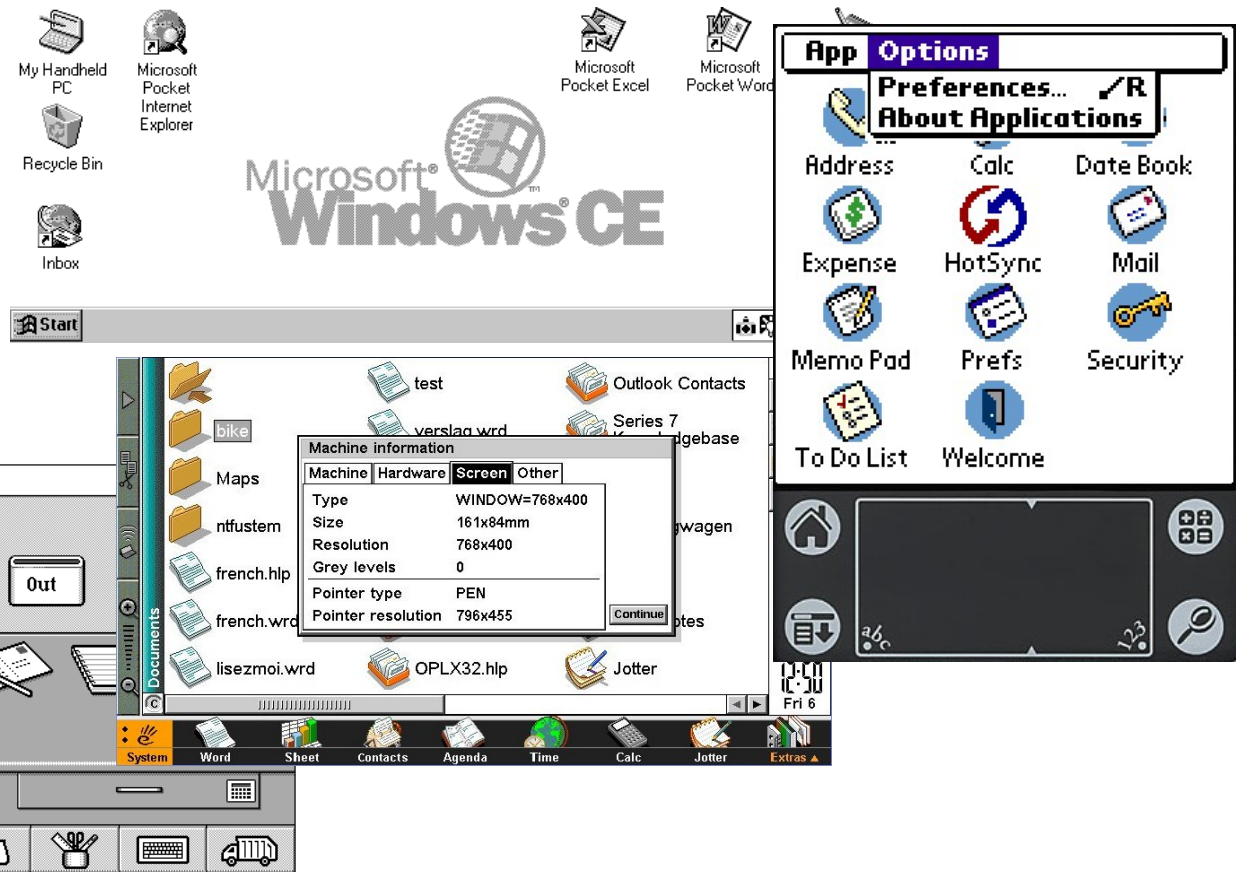 My Handheld
PC
Microsoft
Pocket
Internet
Explorer
Recycle Bin
Inbox
Microsoft
Pocket Excel
Microsoft
Pocket Word
Microsoft®
Windows® CE
TM
Start
App Options
Preferences... /R
About Applications
Address
Calc
Date Book
Expense
HotSync
Mail
Memo Pad
Prefs
Security
To Do List
Welcome
abc
123
test
Outlook Contacts
bike
verslag.wrd
Series 7
Maps
ntfustem
french.hlp
french.wrd
lisezmoi.wrd
OPLX32.hlp
Jotter
Documents
C
Machine information
Machine Hardware Screen Other
Type WINDOW=768x400
Size 161x84mm
Resolution 768x400
Grey levels 0
Pointer type PEN
Pointer resolution 796x455
Continue
Fri 6
System
Word
Sheet
Contacts
Agenda
Time
Calc
Jotter
Extras ▲
Out